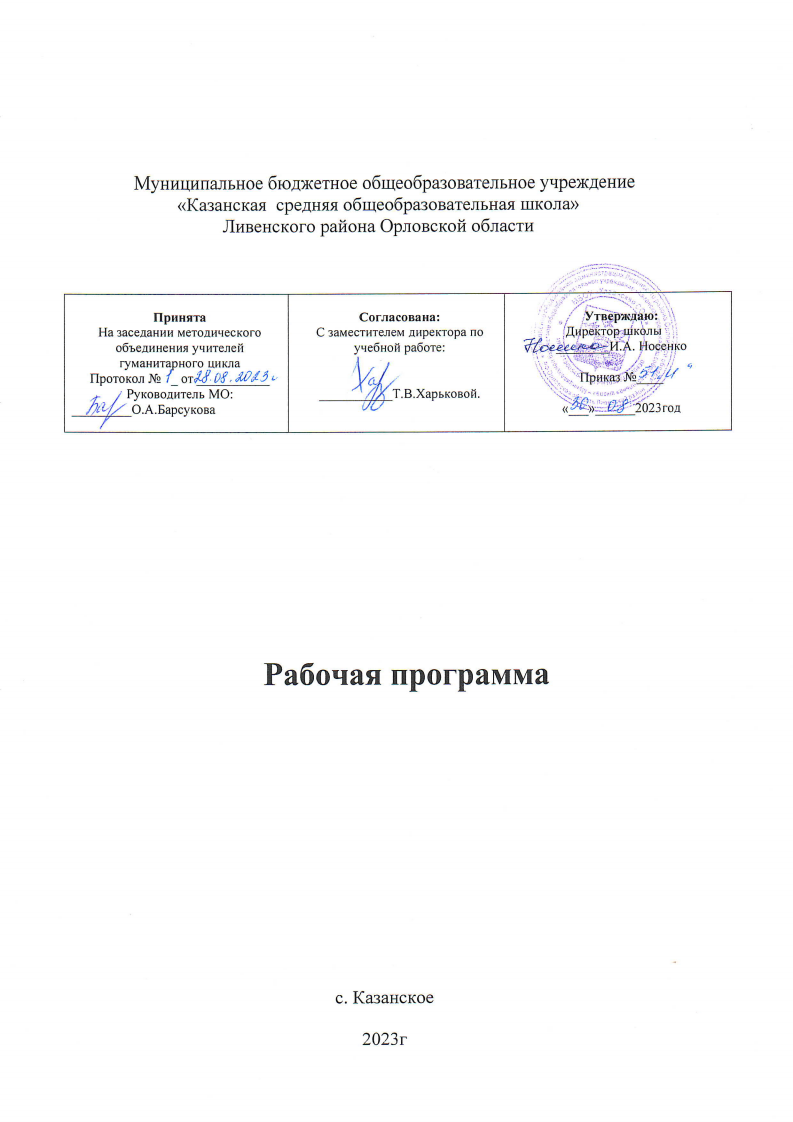 Муниципальное бюджетное общеобразовательное учреждение
«Казанская средняя общеобразовательная школа»
Ливенского района Орловской области
Принята
На заседании методического
объединения учителей
гуманитарного цикла
Протокол № 1_ от 28.08.2023г
Руководитель МО:
О.А.Барсукова
Согласована:
С заместителем директора по
учебной работе:
Т.В.Харьковой.
Утверждаю:
Директор школы
И.А. Носенко
Приказ №
«30» 08 2023год
Рабочая программа
с. Казанское
2023г